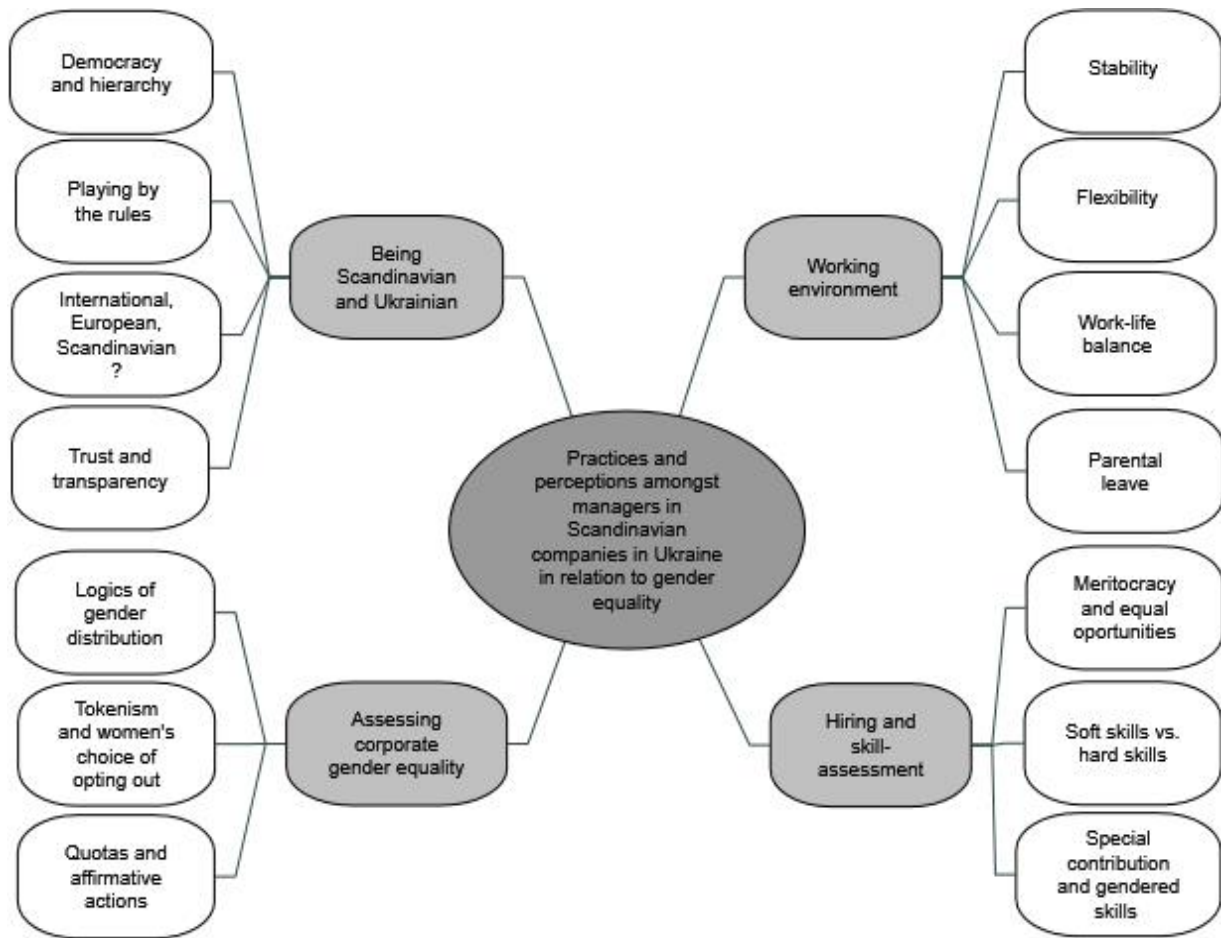 Democracy
and hierarchy
Playing by
the rules
International,
European,
Scandinavian
?
Trust and
transparency
Being
Scandinavian
and Ukrainian
Logics of
gender
distribution
Tokenism
and women's
choice of
opting out
Quotas and
affirmative
actions
Assessing
corporate
gender equality
Practices and
perceptions amongst
managers in
Scandinavian
companies in Ukraine
in relation to gender
equality
Working
environment
Stability
Flexibility
Work-life
balance
Parental
leave
Hiring and
skill-
assessment
Meritocracy
and equal
oportunities
Soft skills vs.
hard skills
Special
contribution
and gendered
skills